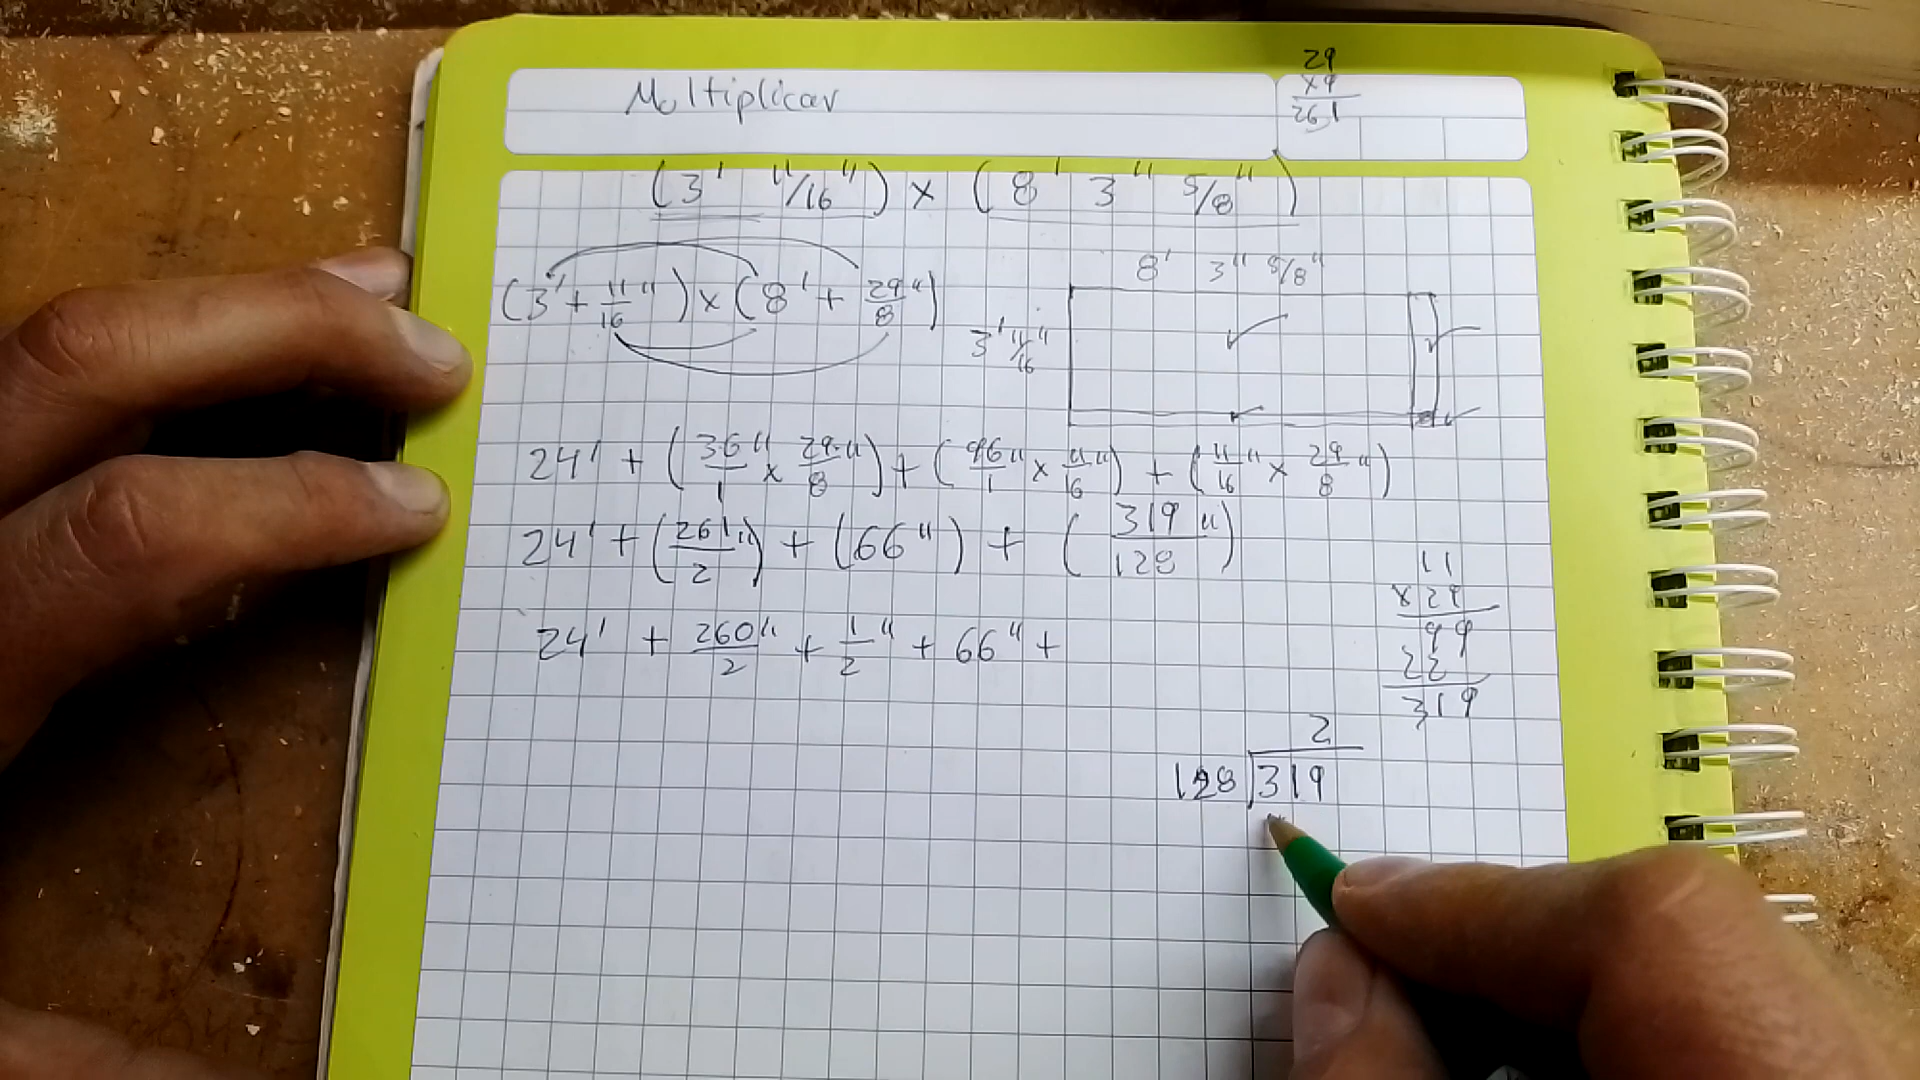 Multiplicar
29
x9
261
(3' 11/16") x (8' 3" 5/8")
8' 3" 5/8"
(3' + 11/16") x (8' + 29/8")
3' 11/16"
24' + (36"/1 x 29/8") + (96"/1 x 11/16") + (11/16" x 29/8")
24' + (261"/2) + (66") + (319/128")
24' + 260/2" + 1/2" + 66" +
11
x 29
99
22
319
2
128 319